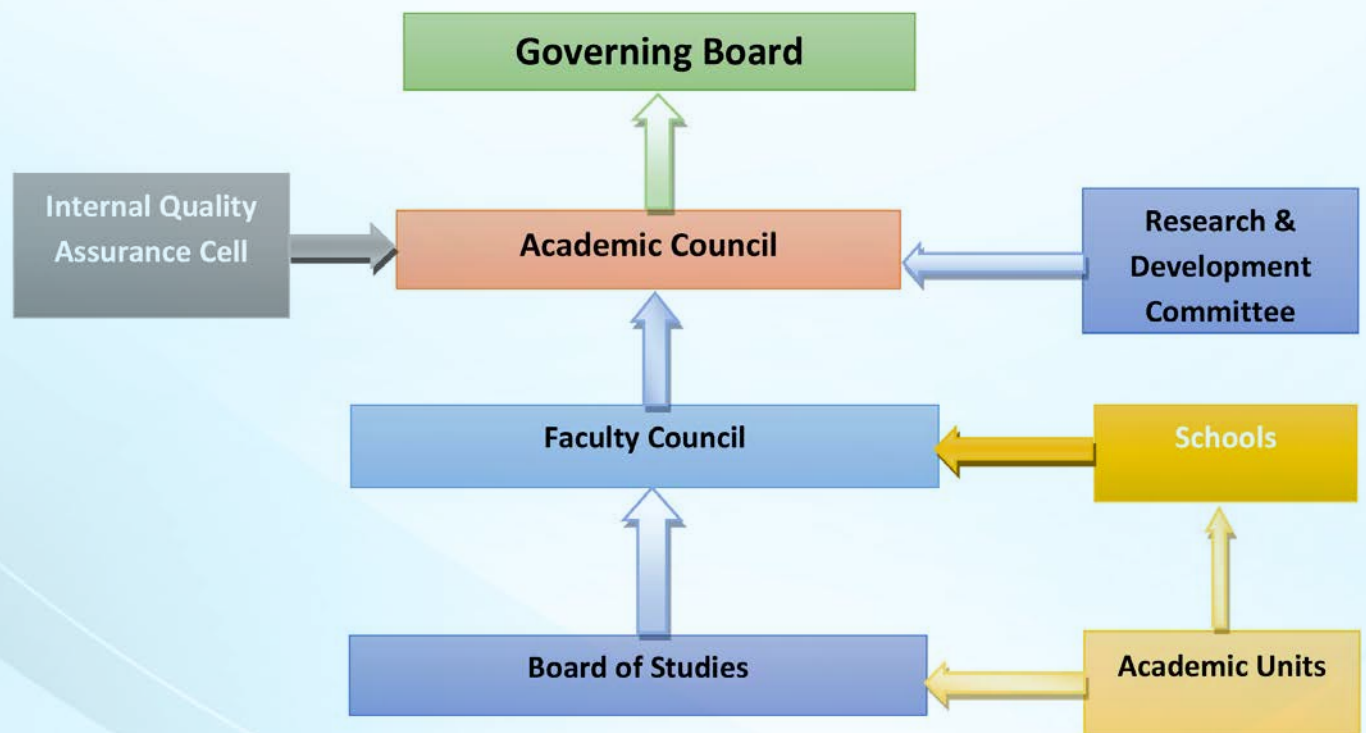 Governing Board
Internal Quality
Assurance Cell
Academic Council
Research &
Development
Committee
Faculty Council
Schools
Board of Studies
Academic Units